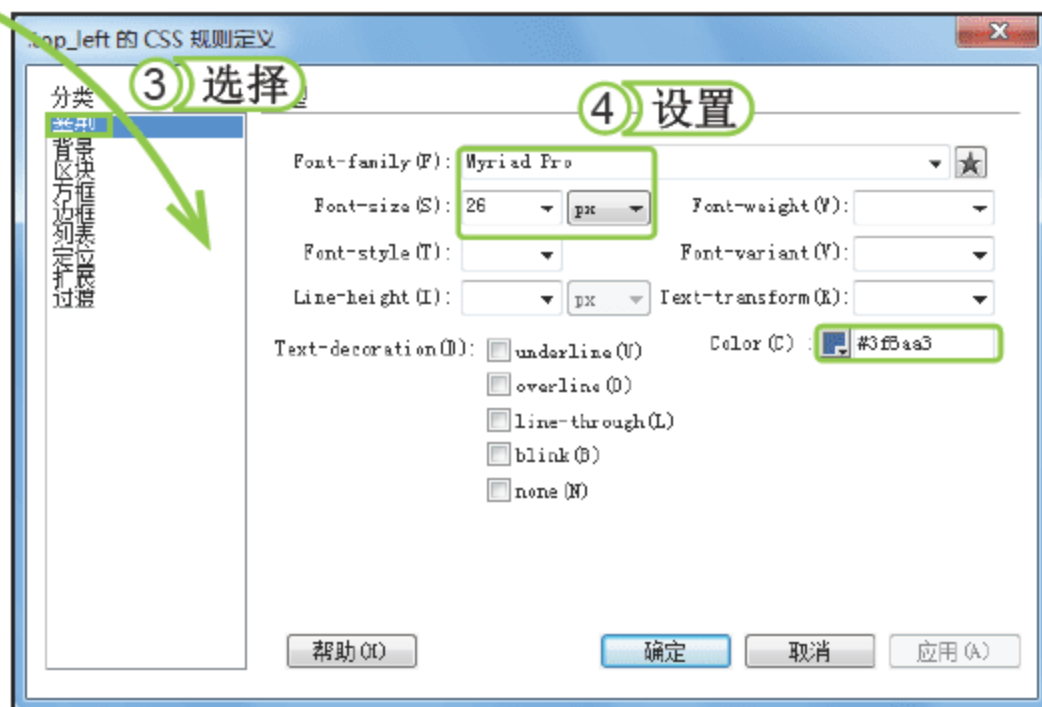 .top_left 的 CSS 规则定义
③ 选择
④ 设置
分类
类型
背景
区块
方框
边框
列表
定位
扩展
过渡
Font-family(F): Myriad Pro
Font-size(S): 26 px Font-weight(W):
Font-style(T): Font-variant(V):
Line-height(I): px Text-transform(R):
Text-decoration(D): underline(U) Color(C) : #3f5aa3
overline(O)
line-through(L)
blink(B)
none(N)
帮助(H) 确定 取消 应用(A)